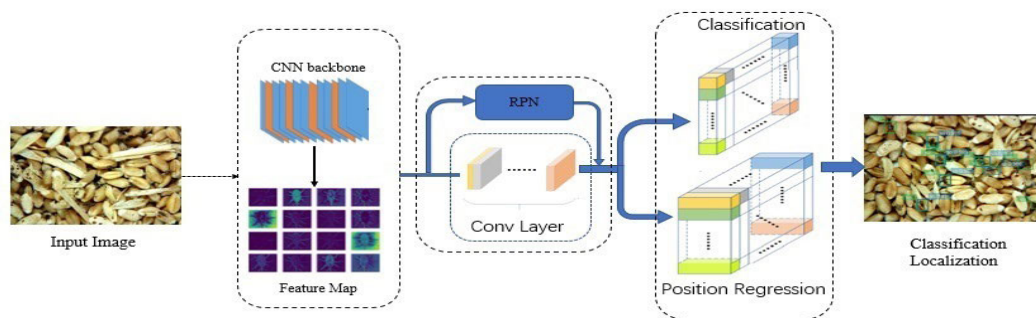 Input Image
CNN backbone
Feature Map
RPN
Conv Layer
Classification
Position Regression
Classification
Localization